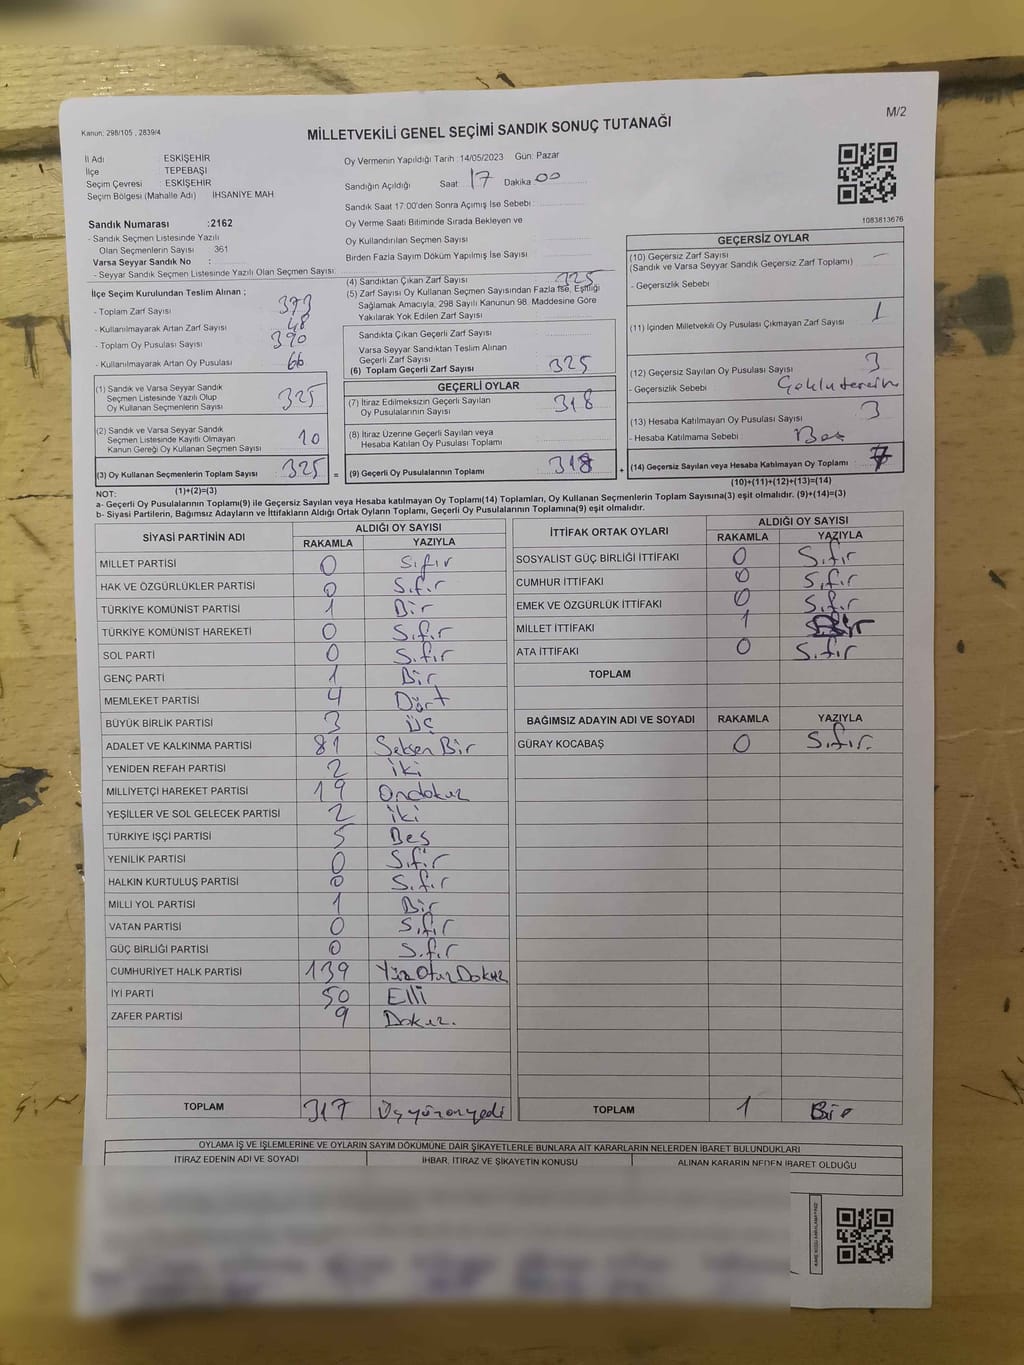 M/2
Kanun: 298/105 , 2839/4
MİLLETVEKİLİ GENEL SEÇİMİ SANDIK SONUÇ TUTANAĞI
İl Adı ESKİŞEHİR
İlçe TEPEBAŞI
Seçim Çevresi : ESKİŞEHİR
Seçim Bölgesi (Mahalle Adı) İHSANİYE MAH
Sandık Numarası :2162
- Sandık Seçmen Listesinde Yazılı
Olan Seçmenlerin Sayısı : 361
Varsa Seyyar Sandık No :
- Seyyar Sandık Seçmen Listesinde Yazılı Olan Seçmen Sayısı:
Oy Vermenin Yapıldığı Tarih :14/05/2023 Gün: Pazar
Sandığın Açıldığı Saat: 17 Dakika: 00
Sandık Saat 17:00'den Sonra Açımış İse Sebebi :
Oy Verme Saati Bitiminde Sırada Bekleyen ve
Oy Kullandırılan Seçmen Sayısı
Birden Fazla Sayım Döküm Yapılmış İse Sayısı :
1083813676
İlçe Seçim Kurulundan Teslim Alınan ;
- Toplam Zarf Sayısı : 373
- Kullanılmayarak Artan Zarf Sayısı : 48
- Toplam Oy Pusulası Sayısı : 390
- Kullanılmayarak Artan Oy Pusulası : 66
(1) Sandık ve Varsa Seyyar Sandık
Seçmen Listesinde Yazılı Olup
Oy Kullanan Seçmenlerin Sayısı : 325
(2) Sandık ve Varsa Seyyar Sandık
Seçmen Listesinde Kayıtlı Olmayan
Kanun Gereği Oy Kullanan Seçmen Sayısı : 10
(3) Oy Kullanan Seçmenlerin Toplam Sayısı : 325
(1)+(2)=(3)
(4) Sandıktan Çıkan Zarf Sayısı : 325
(5) Zarf Sayısı Oy Kullanan Seçmen Sayısından Fazla İse, Eşitliği
Sağlamak Amacıyla, 298 Sayılı Kanunun 98. Maddesine Göre
Yakılarak Yok Edilen Zarf Sayısı :
Sandıkta Çıkan Geçerli Zarf Sayısı :
Varsa Seyyar Sandıktan Teslim Alınan
Geçerli Zarf Sayısı :
(6) Toplam Geçerli Zarf Sayısı : 325
GEÇERLİ OYLAR
(7) İtiraz Edilmeksizin Geçerli Sayılan
Oy Pusulalarının Sayısı : 318
(8) İtiraz Üzerine Geçerli Sayılan veya
Hesaba Katılan Oy Pusulası Toplamı :
= (9) Geçerli Oy Pusulalarının Toplamı : 318 +
GEÇERSİZ OYLAR
(10) Geçersiz Zarf Sayısı : -
(Sandık ve Varsa Seyyar Sandık Geçersiz Zarf Toplamı)
- Geçersizlik Sebebi :
(11) İçinden Milletvekili Oy Pusulası Çıkmayan Zarf Sayısı : 1
(12) Geçersiz Sayılan Oy Pusulası Sayısı : 3
- Geçersizlik Sebebi : Çoklu tercih
(13) Hesaba Katılmayan Oy Pusulası Sayısı : 3
- Hesaba Katılmama Sebebi : Boş
(14) Geçersiz Sayılan veya Hesaba Katılmayan Oy Toplamı : 7
(10)+(11)+(12)+(13)=(14)
NOT:
a- Geçerli Oy Pusulalarının Toplamı(9) ile Geçersiz Sayılan veya Hesaba katılmayan Oy Toplamı(14) Toplamları, Oy Kullanan Seçmenlerin Toplam Sayısına(3) eşit olmalıdır. (9)+(14)=(3)
b- Siyasi Partilerin, Bağımsız Adayların ve İttifakların Aldığı Ortak Oyların Toplamı, Geçerli Oy Pusulalarının Toplamına(9) eşit olmalıdır.
SİYASİ PARTİNİN ADI ALDIĞI OY SAYISI
RAKAMLA YAZIYLA
MİLLET PARTİSİ 0 Sıfır
HAK VE ÖZGÜRLÜKLER PARTİSİ 0 Sıfır
TÜRKİYE KOMÜNİST PARTİSİ 1 Bir
TÜRKİYE KOMÜNİST HAREKETİ 0 Sıfır
SOL PARTİ 0 Sıfır
GENÇ PARTİ 1 Bir
MEMLEKET PARTİSİ 4 Dört
BÜYÜK BİRLİK PARTİSİ 3 Üç
ADALET VE KALKINMA PARTİSİ 81 Seksen Bir
YENİDEN REFAH PARTİSİ 2 iki
MİLLİYETÇİ HAREKET PARTİSİ 19 Ondokuz
YEŞİLLER VE SOL GELECEK PARTİSİ 2 iki
TÜRKİYE İŞÇİ PARTİSİ 5 Beş
YENİLİK PARTİSİ 0 Sıfır
HALKIN KURTULUŞ PARTİSİ 0 Sıfır
MİLLİ YOL PARTİSİ 1 Bir
VATAN PARTİSİ 0 Sıfır
GÜÇ BİRLİĞİ PARTİSİ 0 Sıfır
CUMHURİYET HALK PARTİSİ 139 Yüz Otuz Dokuz
İYİ PARTİ 50 Elli
ZAFER PARTİSİ 9 Dokuz.
TOPLAM 317 Üçyüzonyedi
İTTİFAK ORTAK OYLARI ALDIĞI OY SAYISI
RAKAMLA YAZIYLA
SOSYALİST GÜÇ BİRLİĞİ İTTİFAKI 0 Sıfır
CUMHUR İTTİFAKI 0 Sıfır
EMEK VE ÖZGÜRLÜK İTTİFAKI 0 Sıfır
MİLLET İTTİFAKI 1 Bir
ATA İTTİFAKI 0 Sıfır
TOPLAM
BAĞIMSIZ ADAYIN ADI VE SOYADI RAKAMLA YAZIYLA
GÜRAY KOCABAŞ 0 Sıfır.
TOPLAM 1 Bir
OYLAMA İŞ VE İŞLEMLERİNE VE OYLARIN SAYIM DÖKÜMÜNE DAİR ŞİKAYETLERLE BUNLARA AİT KARARLARIN NELERDEN İBARET BULUNDUKLARI
İTİRAZ EDENİN ADI VE SOYADI İHBAR, İTİRAZ VE ŞİKAYETİN KONUSU ALINAN KARARIN NEDEN İBARET OLDUĞU